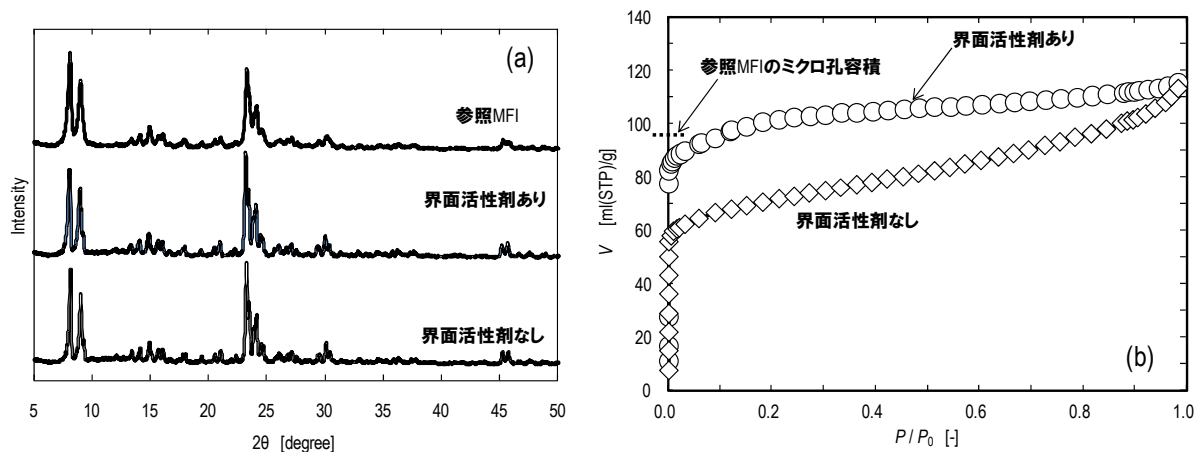 (a)
参照MFI
界面活性剤あり
界面活性剤なし
Intensity
5 10 15 20 25 30 35 40 45 50
2θ [degree]
(b)
界面活性剤あり
参照MFIのミクロ孔容積
界面活性剤なし
V [ml(STP)/g]
140
120
100
80
60
40
20
0
0.0 0.2 0.4 0.6 0.8 1.0
P / P0 [-]